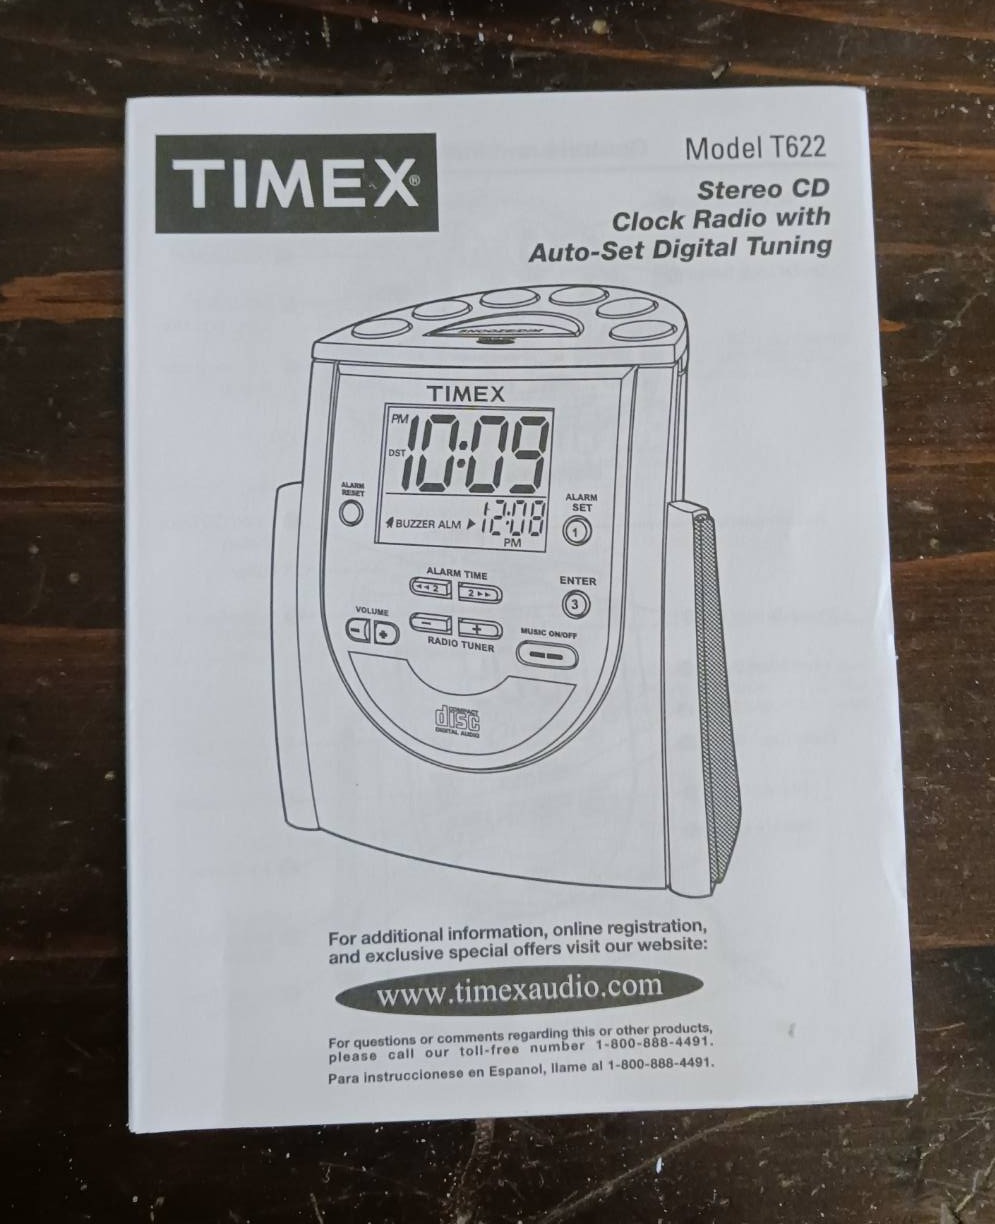 TIMEX®
Model T622
Stereo CD
Clock Radio with
Auto-Set Digital Tuning
TIMEX
PM
10:09
DST
ALARM
RESET
BUZZER ALM
12:08
PM
ALARM
SET
1
ALARM TIME
2
2
ENTER
3
VOLUME
-
+
-
+
RADIO TUNER
MUSIC ON/OFF
COMPACT
disc
DIGITAL AUDIO
For additional information, online registration,
and exclusive special offers visit our website:
www.timexaudio.com
For questions or comments regarding this or other products,
please call our toll-free number 1-800-888-4491.
Para instruccionese en Espanol, llame al 1-800-888-4491.